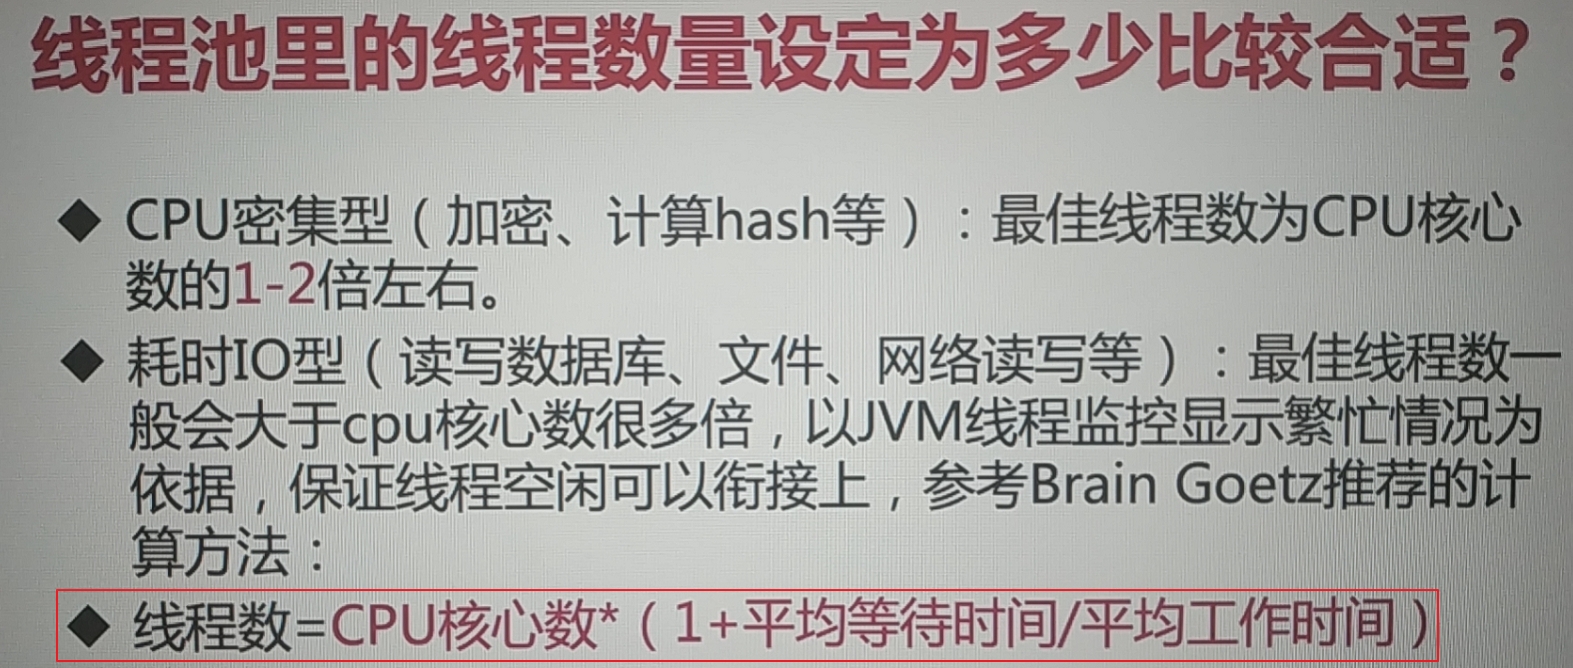 线程池里的线程数量设定为多少比较合适？
◆ CPU密集型（加密、计算hash等）：最佳线程数为CPU核心
数的1-2倍左右。
◆ 耗时IO型（读写数据库、文件、网络读写等）：最佳线程数一
般会大于cpu核心数很多倍，以JVM线程监控显示繁忙情况为
依据，保证线程空闲可以衔接上，参考Brain Goetz推荐的计
算方法：
◆ 线程数=CPU核心数*（1+平均等待时间/平均工作时间）